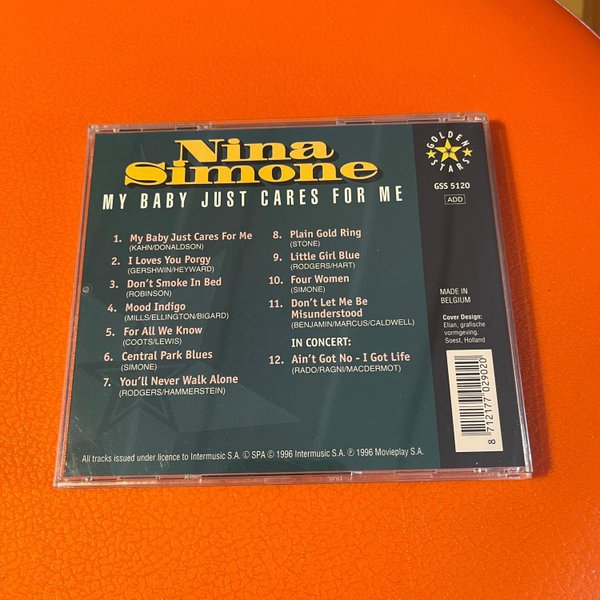 Nina
Simone
MY BABY JUST CARES FOR ME
1. My Baby Just Cares For Me
(KAHN/DONALDSON)
2. I Loves You Porgy
(GERSHWIN/HEYWARD)
3. Don't Smoke In Bed
(ROBINSON)
4. Mood Indigo
(MILLS/ELLINGTON/BIGARD)
5. For All We Know
(COOTS/LEWIS)
6. Central Park Blues
(SIMONE)
7. You'll Never Walk Alone
(RODGERS/HAMMERSTEIN)
8. Plain Gold Ring
(STONE)
9. Little Girl Blue
(RODGERS/HART)
10. Four Women
(SIMONE)
11. Don't Let Me Be
Misunderstood
(BENJAMIN/MARCUS/CALDWELL)
IN CONCERT:
12. Ain't Got No - I Got Life
(RADO/RAGNI/MACDERMOT)
All tracks issued under licence to Intermusic S.A. Ⓛ SPA © 1996 Intermusic S.A. ℗ 1996 Movieplay S.A.
GOLDEN
STARS
GSS 5120
ADD
MADE IN
BELGIUM
Cover Design:
Elian, grafische
vormgeving.
Soest, Holland
8 712177 029020